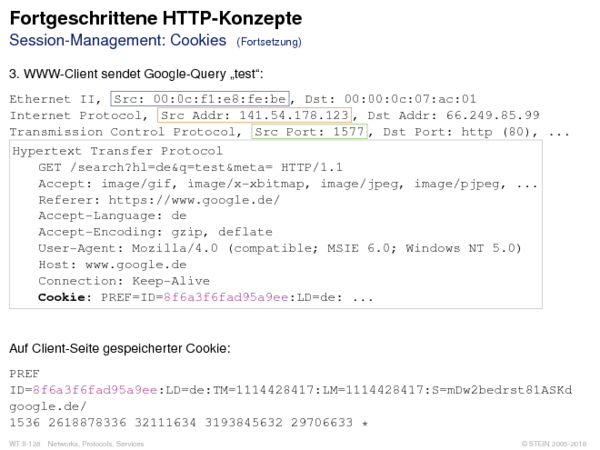 Fortgeschrittene HTTP-Konzepte
Session-Management: Cookies (Fortsetzung)
3. WWW-Client sendet Google-Query „test“:
Ethernet II, Src: 00:0c:f1:e8:fe:be, Dst: 00:00:0c:07:ac:01
Internet Protocol, Src Addr: 141.54.178.123, Dst Addr: 66.249.85.99
Transmission Control Protocol, Src Port: 1577, Dst Port: http (80), ...
Hypertext Transfer Protocol
GET /search?hl=de&q=test&meta= HTTP/1.1
Accept: image/gif, image/x-xbitmap, image/jpeg, image/pjpeg, ...
Referer: https://www.google.de/
Accept-Language: de
Accept-Encoding: gzip, deflate
User-Agent: Mozilla/4.0 (compatible; MSIE 6.0; Windows NT 5.0)
Host: www.google.de
Connection: Keep-Alive
Cookie: PREF=ID=8f6a3f6fad95a9ee:LD=de: ...
Auf Client-Seite gespeicherter Cookie:
PREF
ID=8f6a3f6fad95a9ee:LD=de:TM=1114428417:LM=1114428417:S=mDw2bedrst81ASKd
google.de/
1536 2618878336 32111634 3193845632 29706633 *
WT:II-139 Networks, Protocols, Services © STEIN 2005-2018